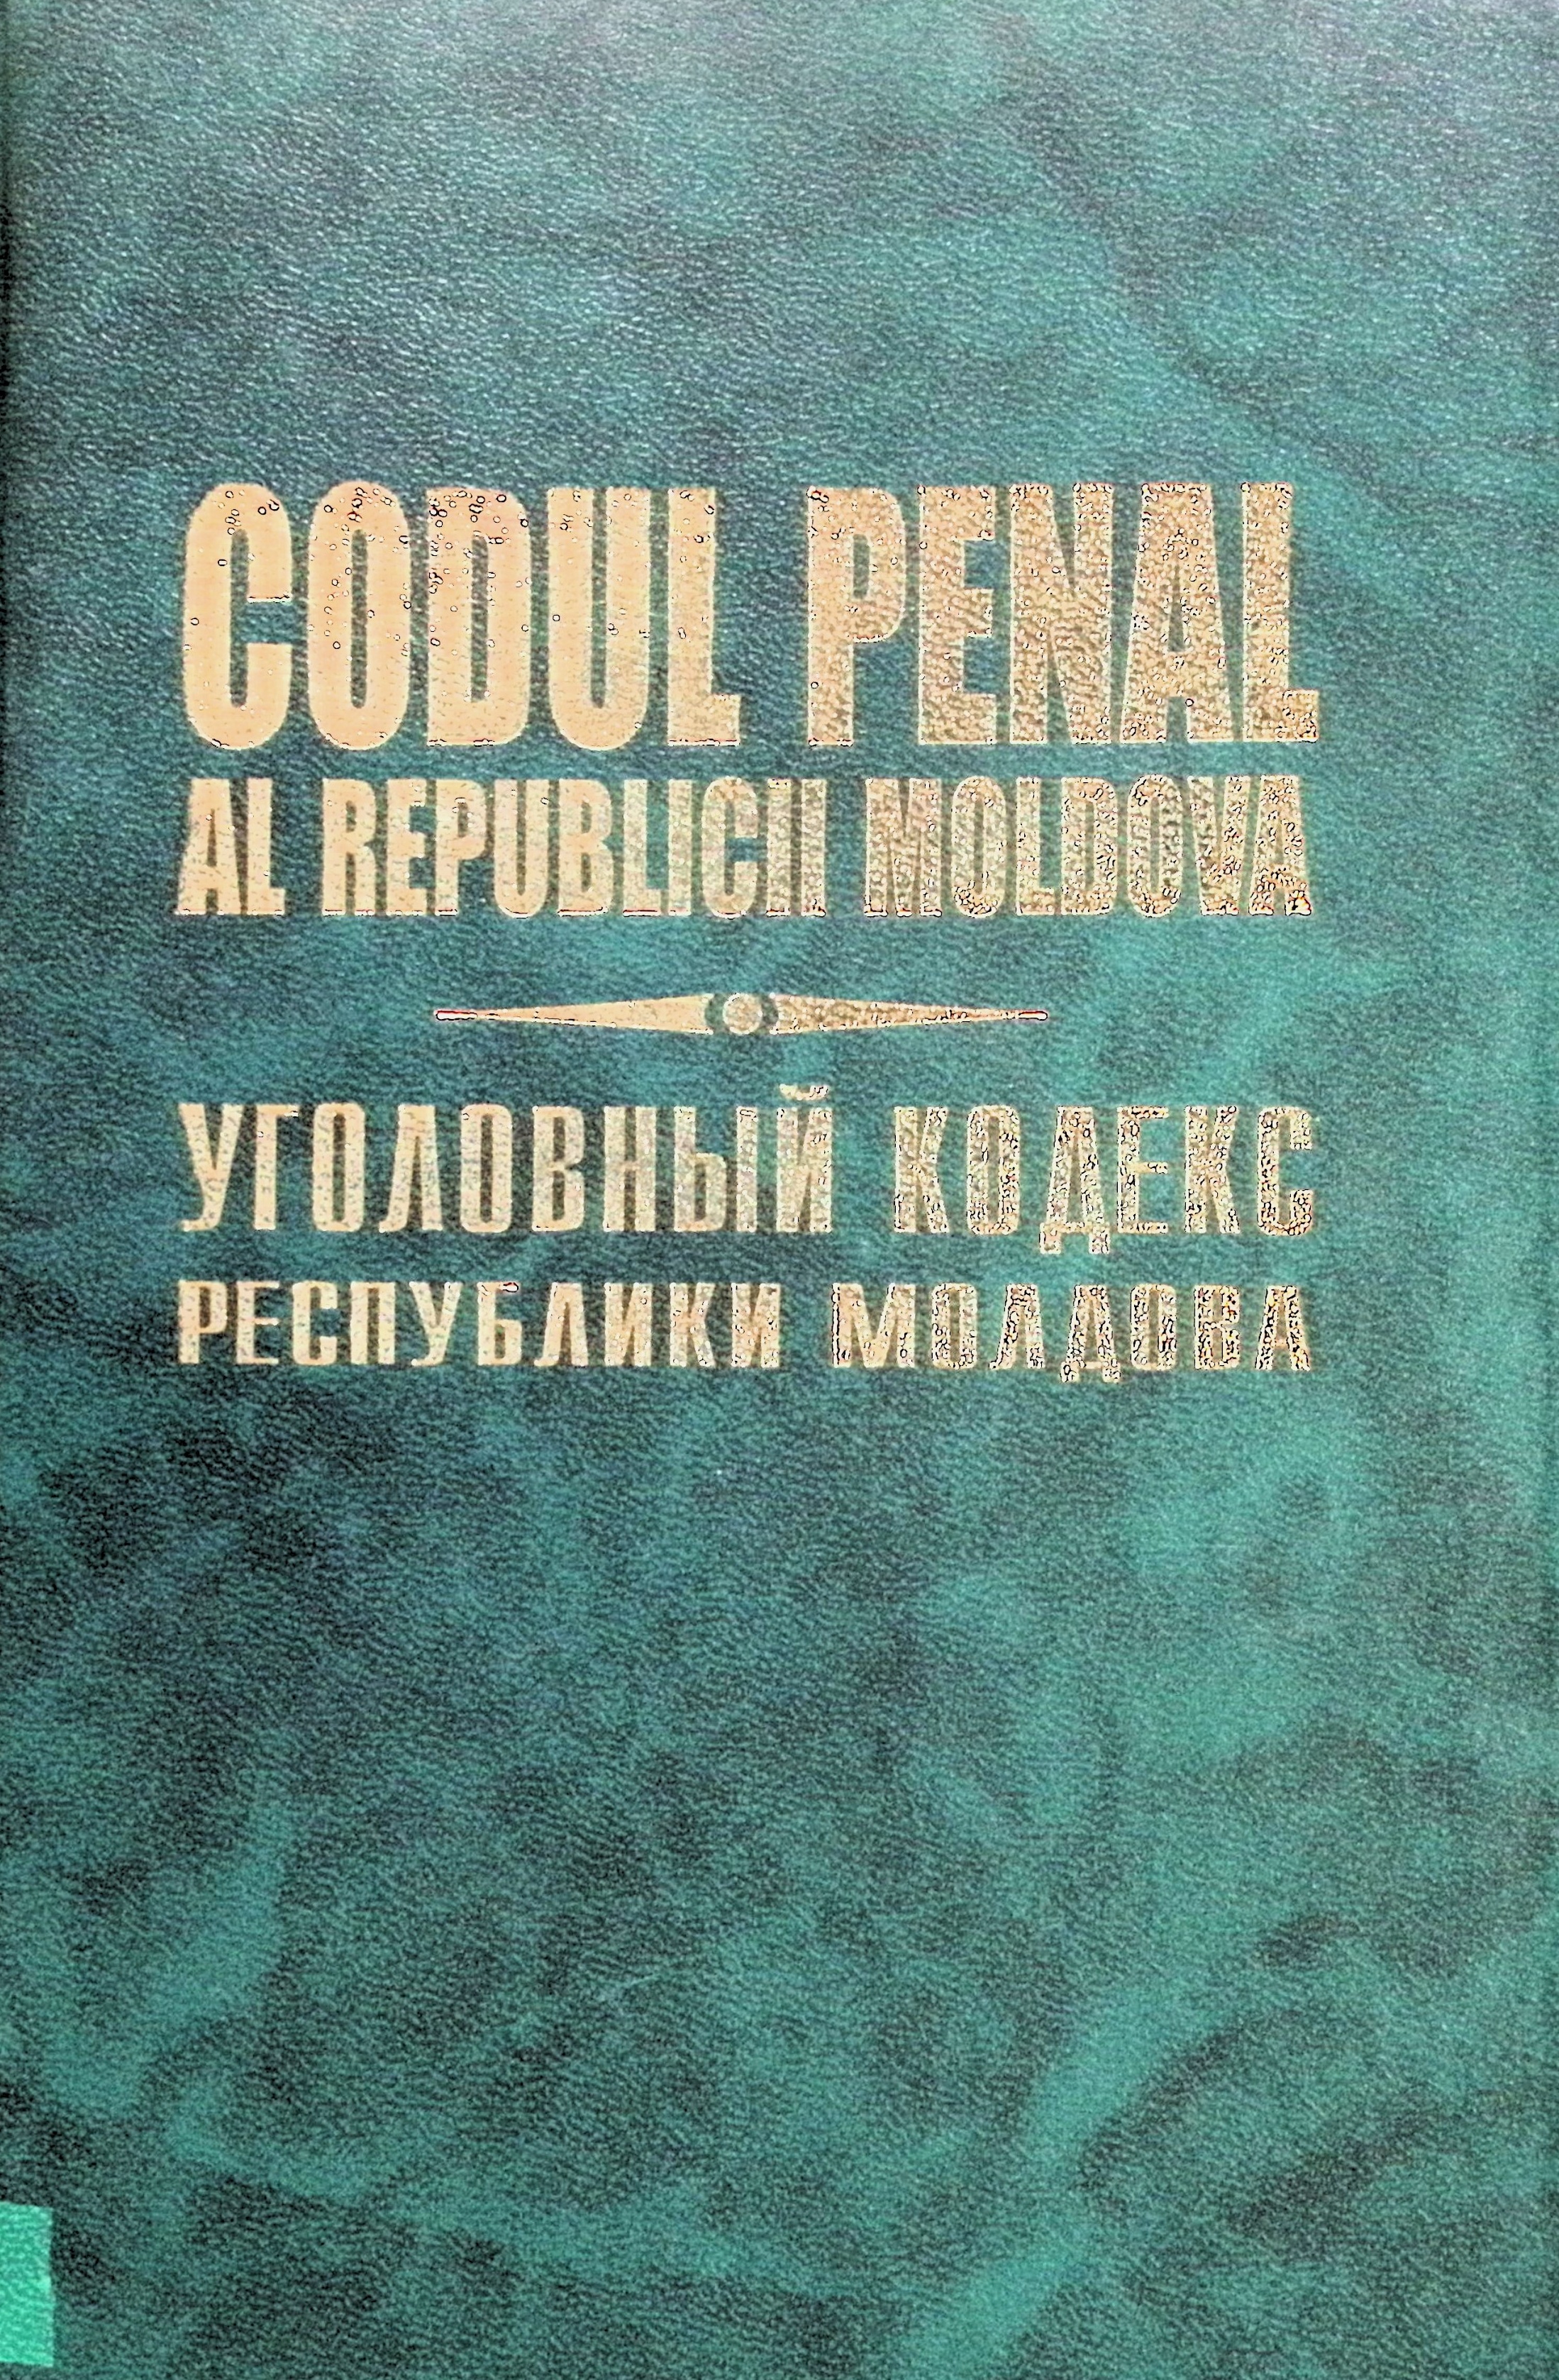 CODUL PENAL
AL REPUBLICII MOLDOVA
УГОЛОВНЫЙ КОДЕКС
РЕСПУБЛИКИ МОЛДОВА